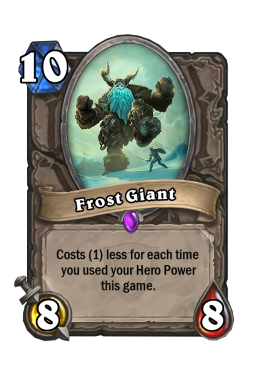 10
Frost Giant
Costs (1) less for each time
you used your Hero Power
this game.
8
8